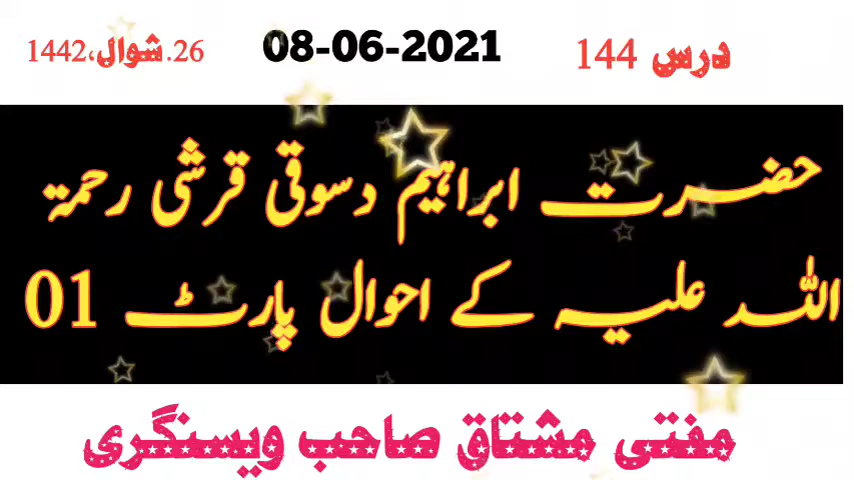 درس 144
08-06-2021
26.شوال،1442
حضرت ابراہیم دسوقی قرشی رحمۃ
اللہ علیہ کے احوال پارٹ 01
مفتی مشتاق صاحب ویسنگری